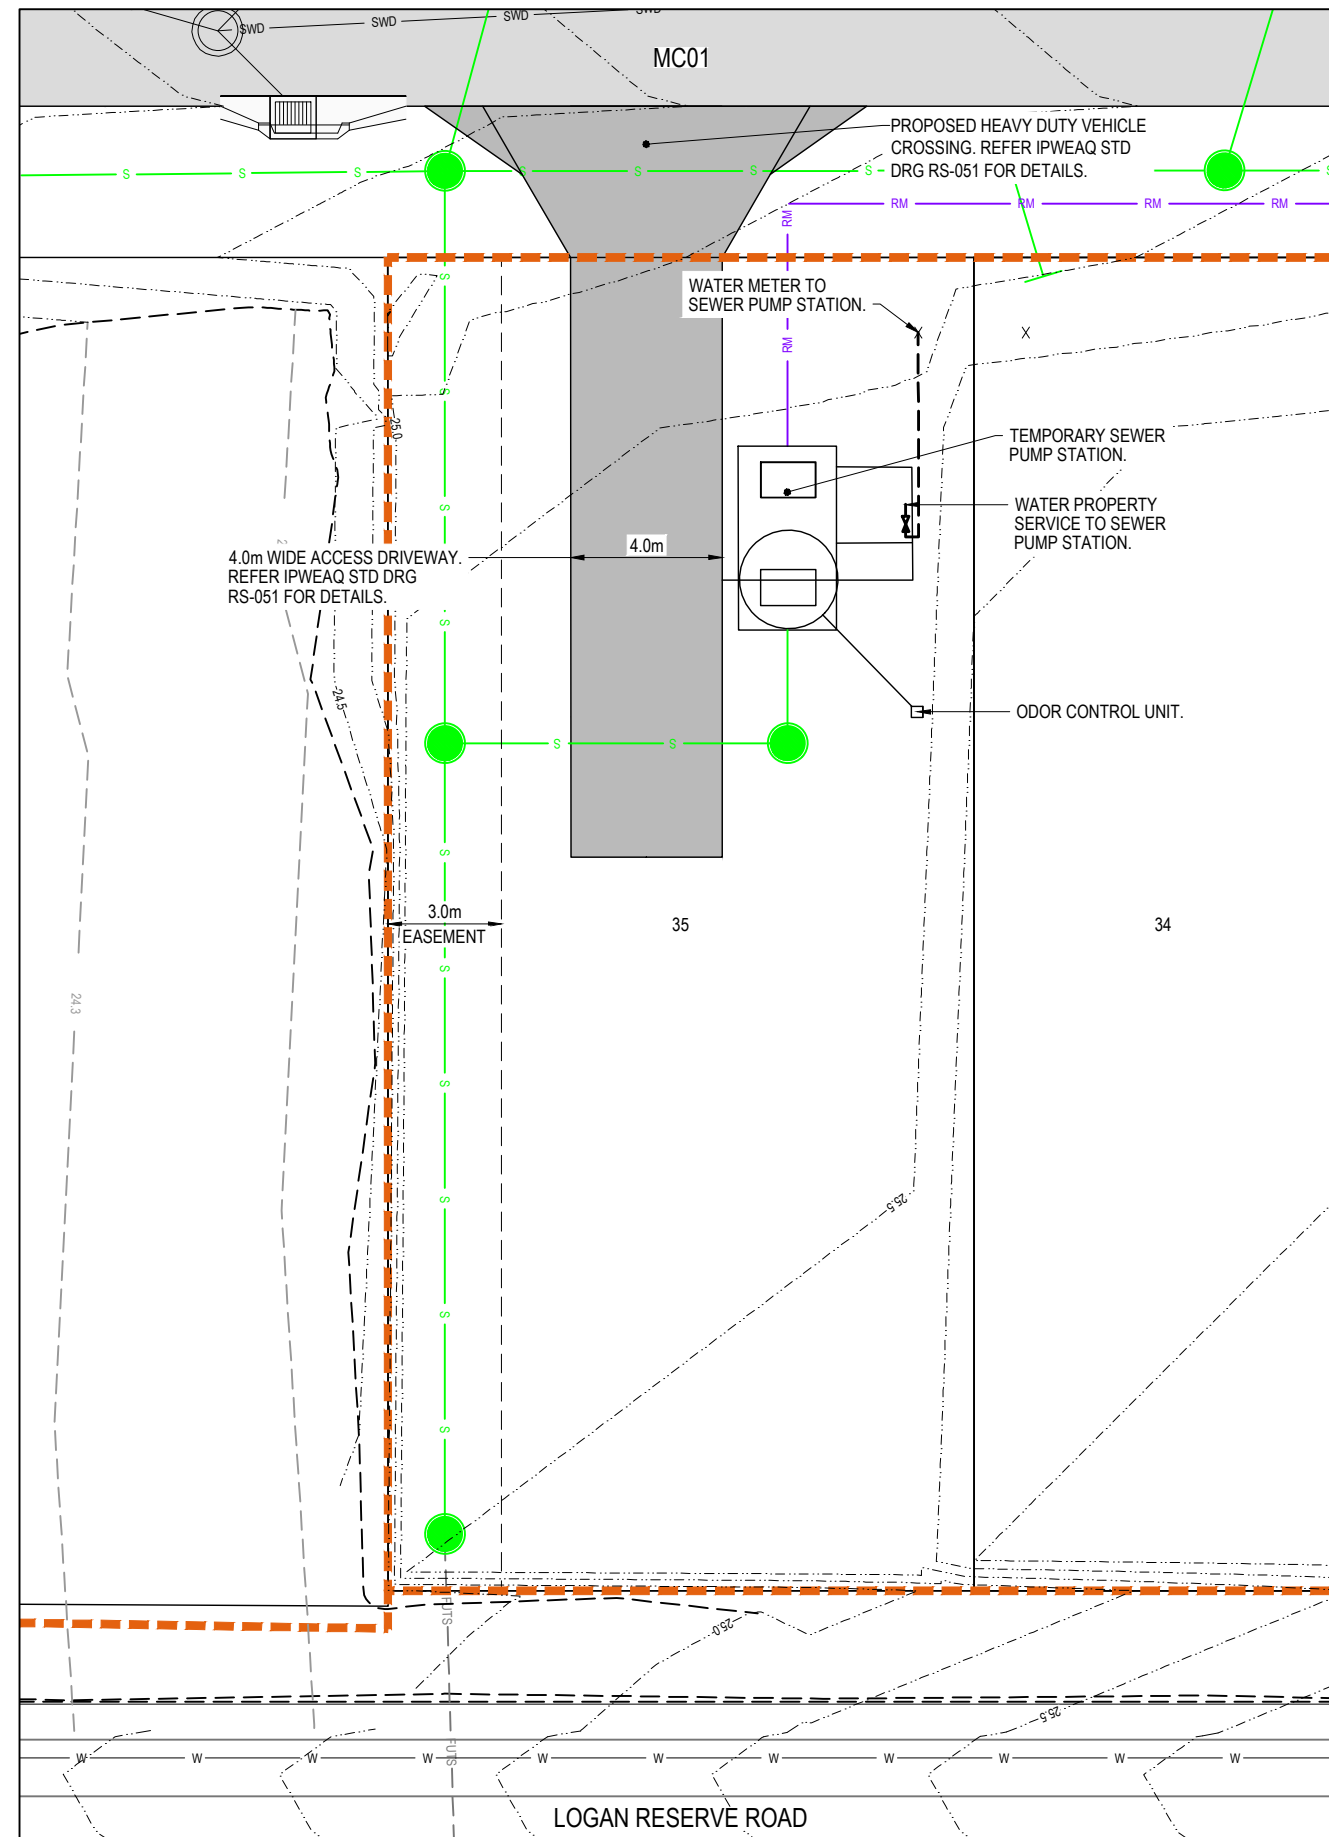 SWD
SWD
SWD
SWD
MC01
PROPOSED HEAVY DUTY VEHICLE
CROSSING. REFER IPWEAQ STD
DRG RS-051 FOR DETAILS.
S
S
S
S
S
S
S
S
RM
RM
RM
RM
RM
RM
S
WATER METER TO
SEWER PUMP STATION.
X
X
S
25.0
TEMPORARY SEWER
PUMP STATION.
WATER PROPERTY
SERVICE TO SEWER
PUMP STATION.
S
4.0m
4.0m WIDE ACCESS DRIVEWAY.
REFER IPWEAQ STD DRG
RS-051 FOR DETAILS.
S
24.5
ODOR CONTROL UNIT.
S
S
S
3.0m
EASEMENT
35
34
S
24.3
S
S
25.5
S
S
FUTS
25.0
25.5
FUTS
W
W
W
W
W
W
W
W
W
W
W
LOGAN RESERVE ROAD